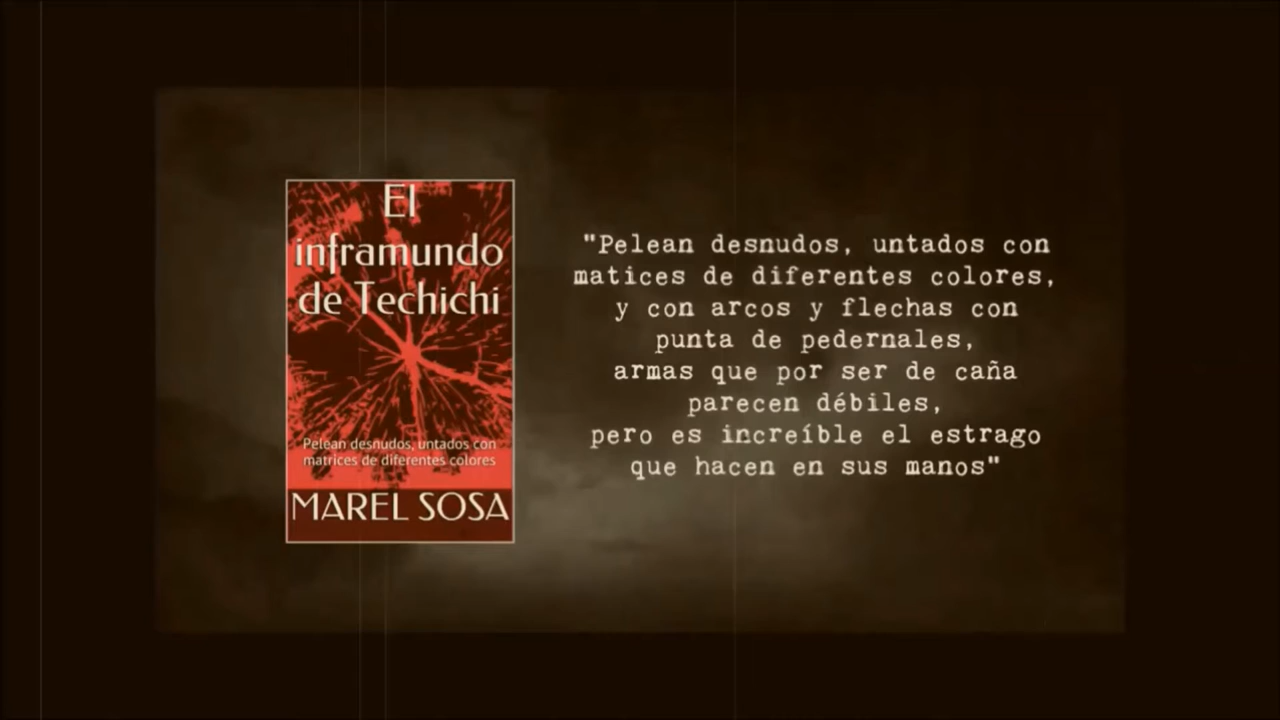 El
inframundo
de Techichi
Pelean desnudos, untados con
matrices de diferentes colores
MAREL SOSA
"Pelean desnudos, untados con
matices de diferentes colores,
y con arcos y flechas con
punta de pedernales,
armas que por ser de caña
parecen débiles,
pero es increíble el estrago
que hacen en sus manos"